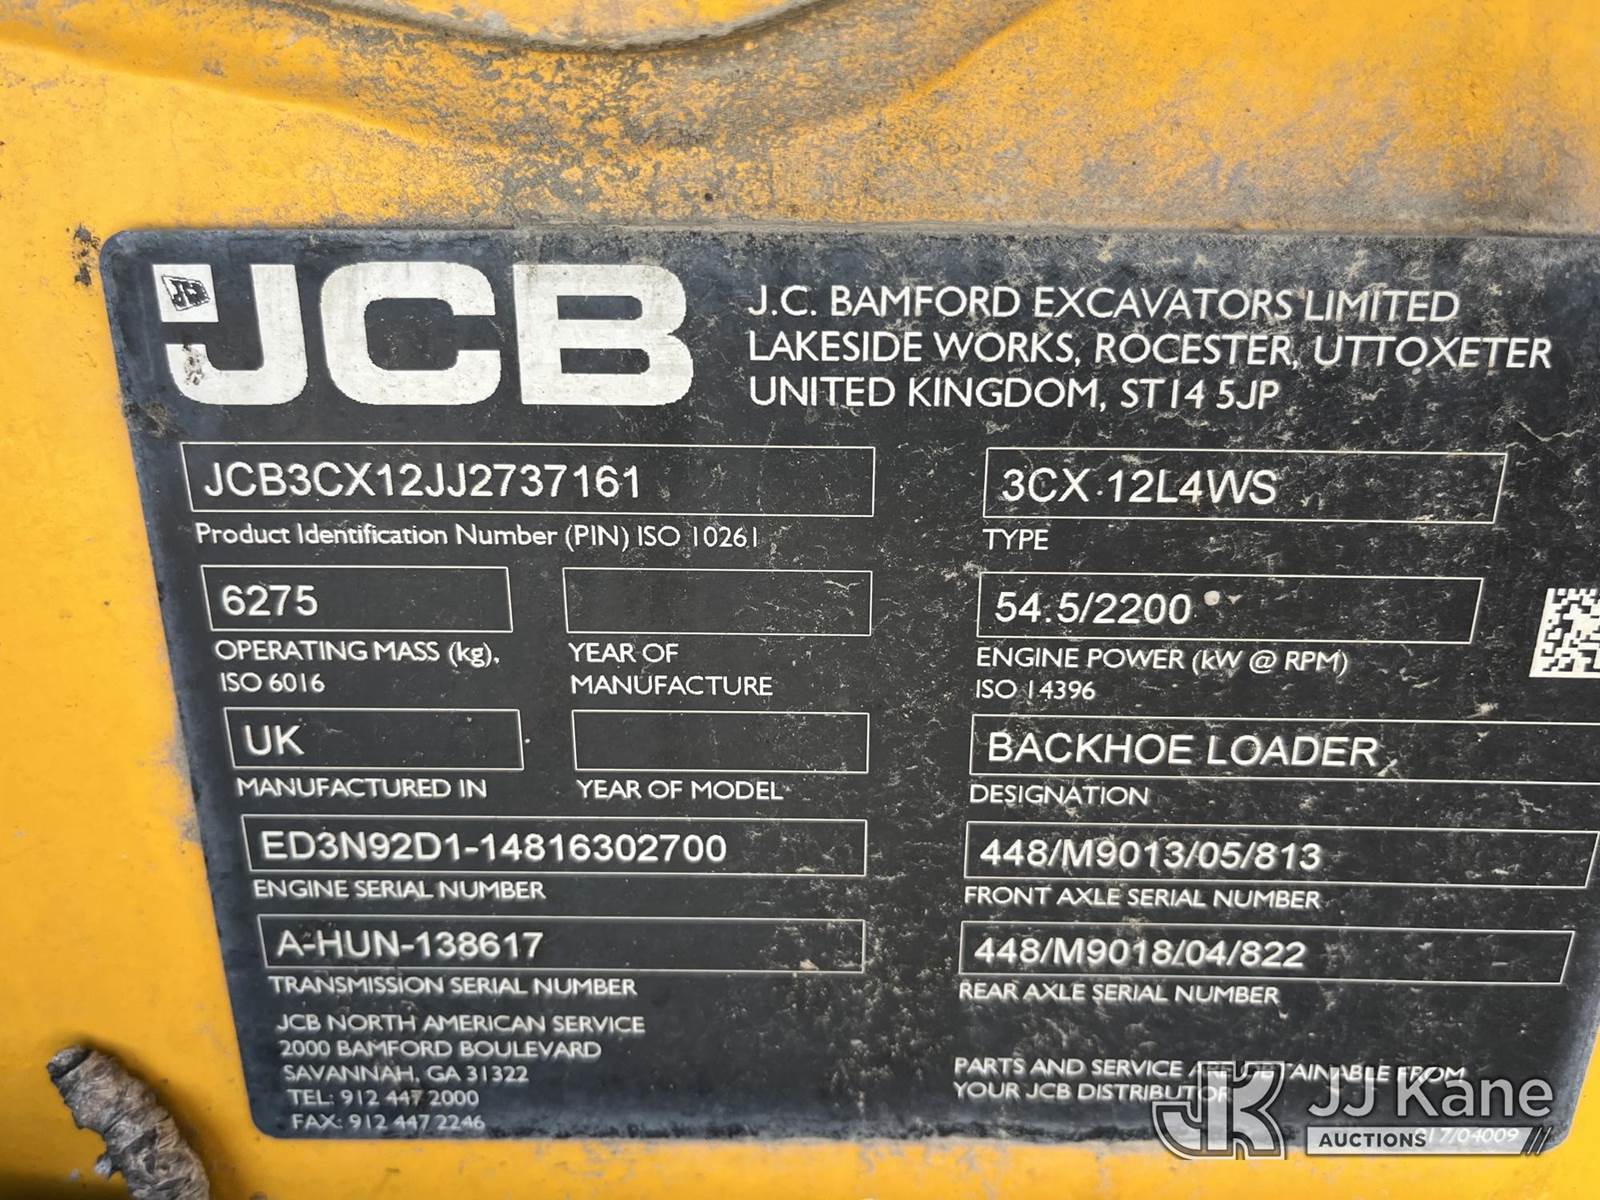 JCB
J.C. BAMFORD EXCAVATORS LIMITED
LAKESIDE WORKS, ROCESTER, UTTOXETER
UNITED KINGDOM, ST14 5JP
JCB3CX12JJ2737161
Product Identification Number (PIN) ISO 10261
3CX 12L4WS
TYPE
6275
OPERATING MASS (kg),
ISO 6016
YEAR OF
MANUFACTURE
54.5/2200
ENGINE POWER (kW @ RPM)
ISO 14396
UK
MANUFACTURED IN
YEAR OF MODEL
BACKHOE LOADER
DESIGNATION
ED3N92D1-14816302700
ENGINE SERIAL NUMBER
448/M9013/05/813
FRONT AXLE SERIAL NUMBER
A-HUN-138617
TRANSMISSION SERIAL NUMBER
448/M9018/04/822
REAR AXLE SERIAL NUMBER
JCB NORTH AMERICAN SERVICE
2000 BAMFORD BOULEVARD
SAVANNAH, GA 31322
TEL: 912 447 2000
FAX: 912 447 2246
PARTS AND SERVICE ARE OBTAINABLE FROM
YOUR JCB DISTRIBUTOR
JJ Kane
AUCTIONS